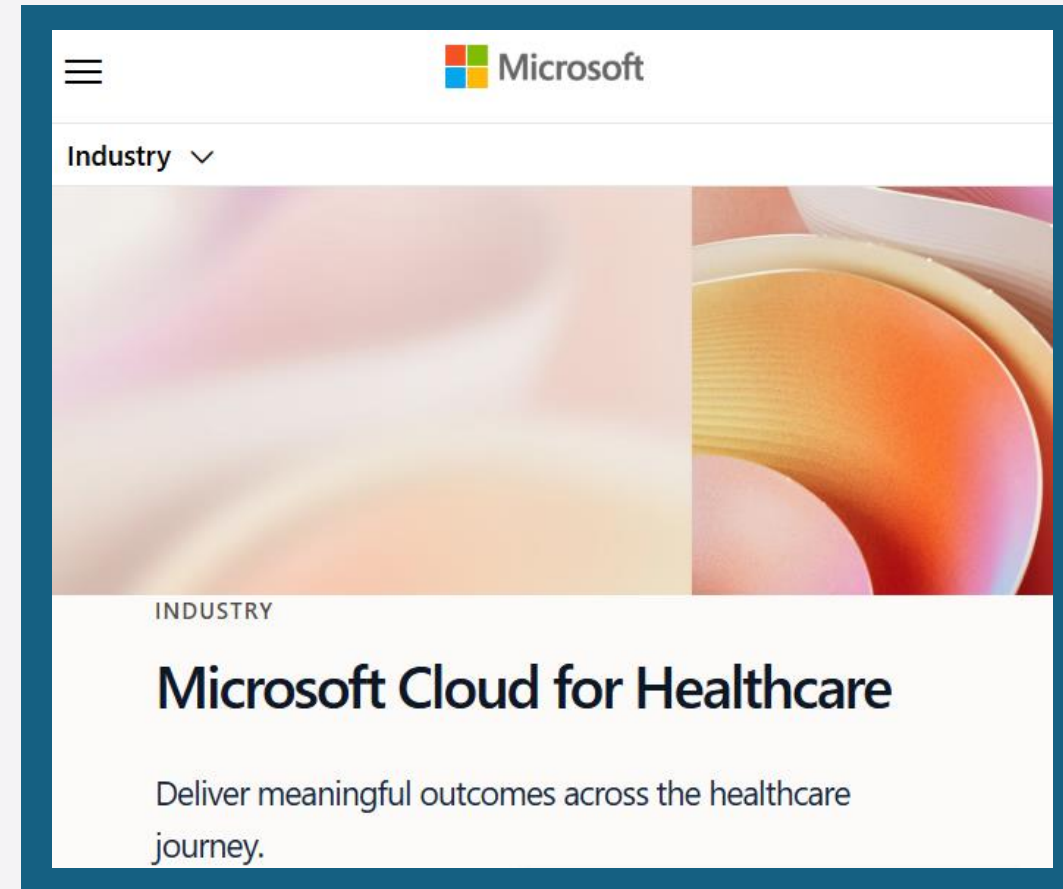 Microsoft
Industry
INDUSTRY
Microsoft Cloud for Healthcare
Deliver meaningful outcomes across the healthcare
journey.